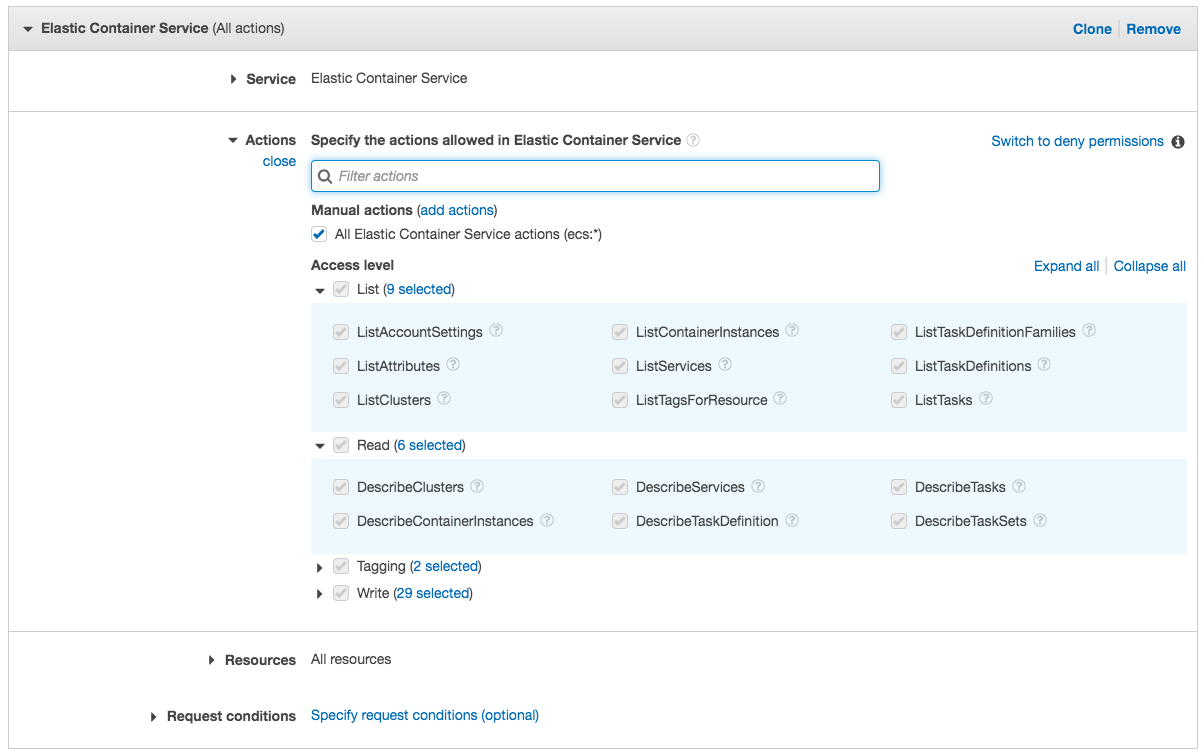 Elastic Container Service (All actions) Clone Remove
Service Elastic Container Service
Actions Specify the actions allowed in Elastic Container Service ? Switch to deny permissions i
close
Filter actions
Manual actions (add actions)
All Elastic Container Service actions (ecs:*)
Access level Expand all Collapse all
List (9 selected)
ListAccountSettings ? ListContainerInstances ? ListTaskDefinitionFamilies ?
ListAttributes ? ListServices ? ListTaskDefinitions ?
ListClusters ? ListTagsForResource ? ListTasks ?
Read (6 selected)
DescribeClusters ? DescribeServices ? DescribeTasks ?
DescribeContainerInstances ? DescribeTaskDefinition ? DescribeTaskSets ?
Tagging (2 selected)
Write (29 selected)
Resources All resources
Request conditions Specify request conditions (optional)